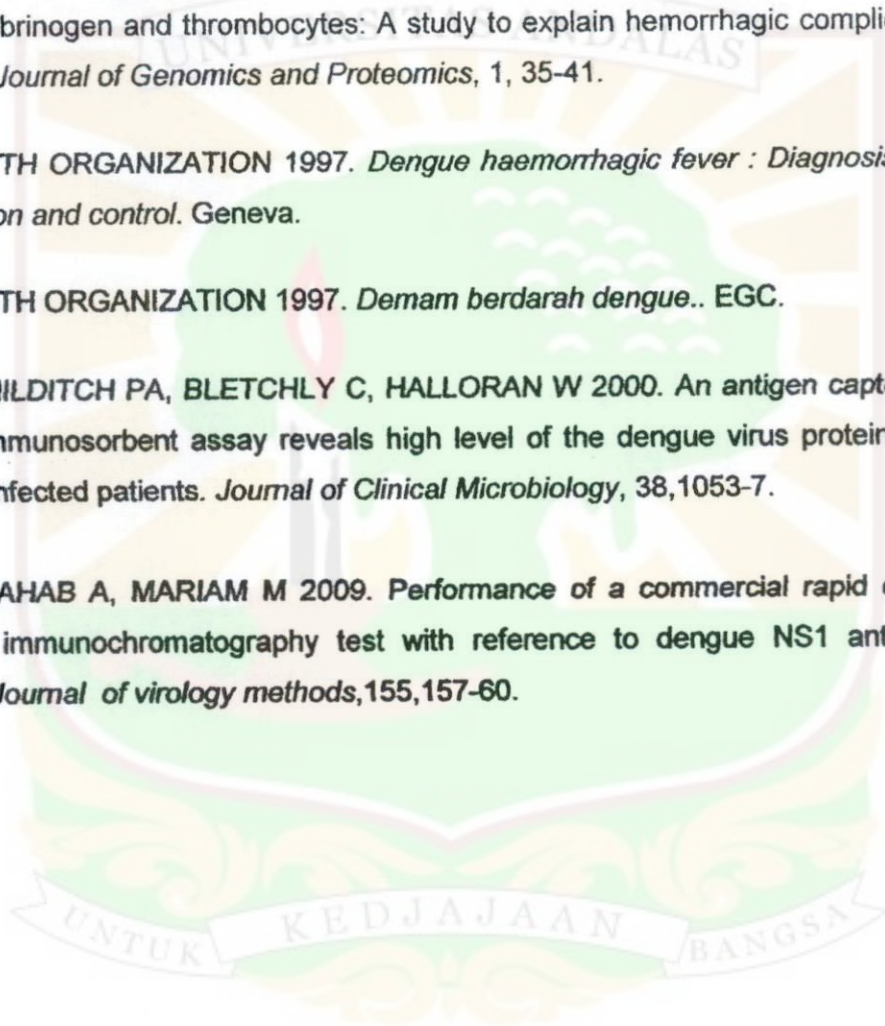 brinogen and thrombocytes: A study to explain hemorrhagic compli
UNIVERSITAS ANDALAS
Journal of Genomics and Proteomics, 1, 35-41.
TH ORGANIZATION 1997. Dengue haemorrhagic fever : Diagnosis
on and control. Geneva.
TH ORGANIZATION 1997. Demam berdarah dengue.. EGC.
HILDITCH PA, BLETCHLY C, HALLORAN W 2000. An antigen capt
mmunosorbent assay reveals high level of the dengue virus protein
nfected patients. Journal of Clinical Microbiology, 38,1053-7.
AHAB A, MARIAM M 2009. Performance of a commercial rapid
immunochromatography test with reference to dengue NS1 ant
Journal of virology methods,155,157-60.
UNTUK KEDJAJAAN BANGSA